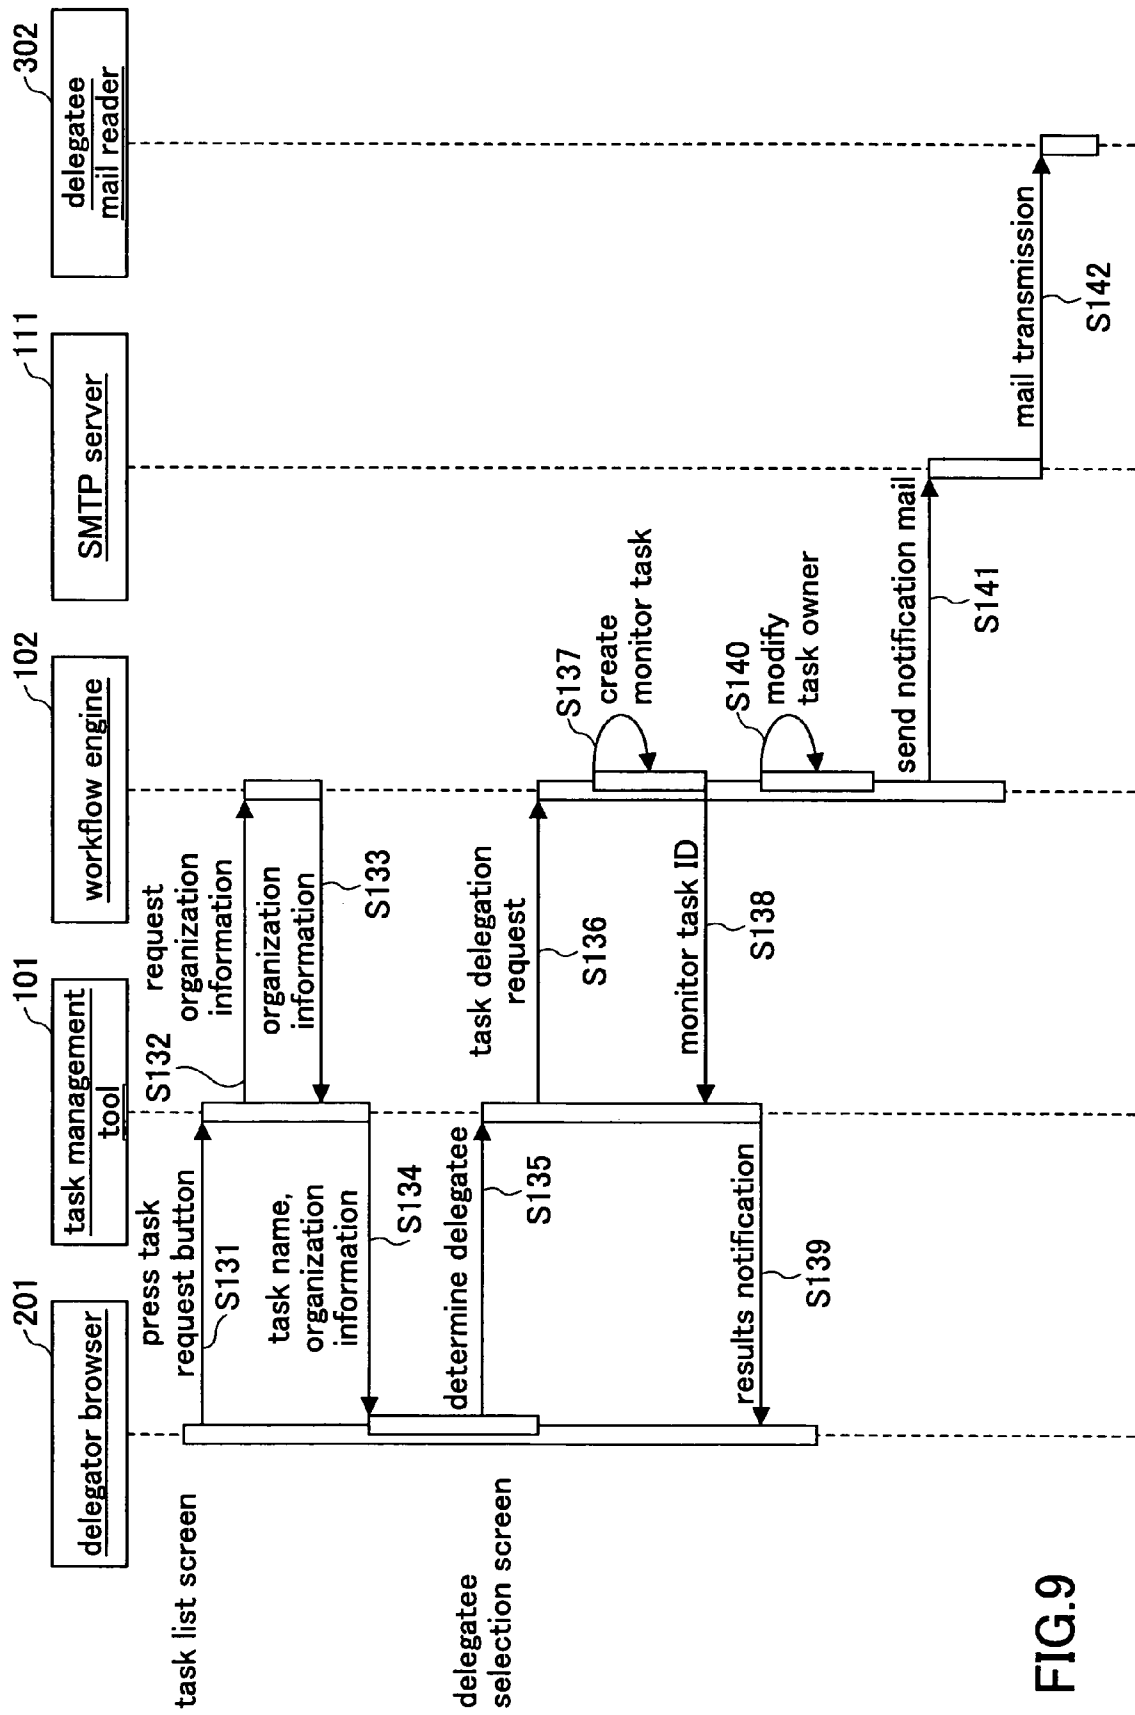 201
delegator browser
101
task management
tool
102
workflow engine
111
SMTP server
302
delegatee
mail reader
task list screen
press task
request button
S131
S132
request
organization
information
organization
information
S133
task name,
organization
information
S134
delegatee
selection screen
determine delegatee
S135
task delegation
request
S136
S137
create
monitor task
monitor task ID
S138
results notification
S139
S140
modify
task owner
send notification mail
S141
mail transmission
S142
FIG.9